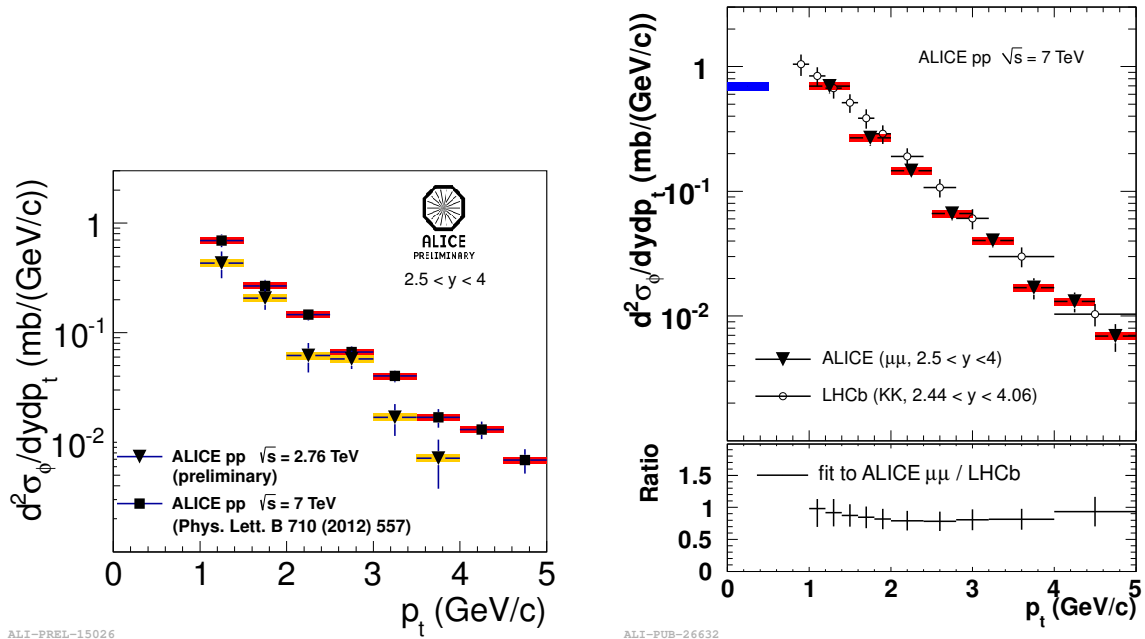 d²σϕ/dydpt (mb/(GeV/c))
1
10⁻¹
10⁻²
ALICE
PRELIMINARY
2.5 < y < 4
ALICE pp √s = 2.76 TeV
(preliminary)
ALICE pp √s = 7 TeV
(Phys. Lett. B 710 (2012) 557)
0 1 2 3 4 5
pt (GeV/c)
ALI-PREL-15026
d²σϕ/dydpt (mb/(GeV/c))
1
10⁻¹
10⁻²
ALICE pp √s = 7 TeV
ALICE (μμ, 2.5 < y <4)
LHCb (KK, 2.44 < y < 4.06)
Ratio
1.5
1
0.5
0
fit to ALICE μμ / LHCb
0 1 2 3 4 5
pt (GeV/c)
ALI-PUB-26632